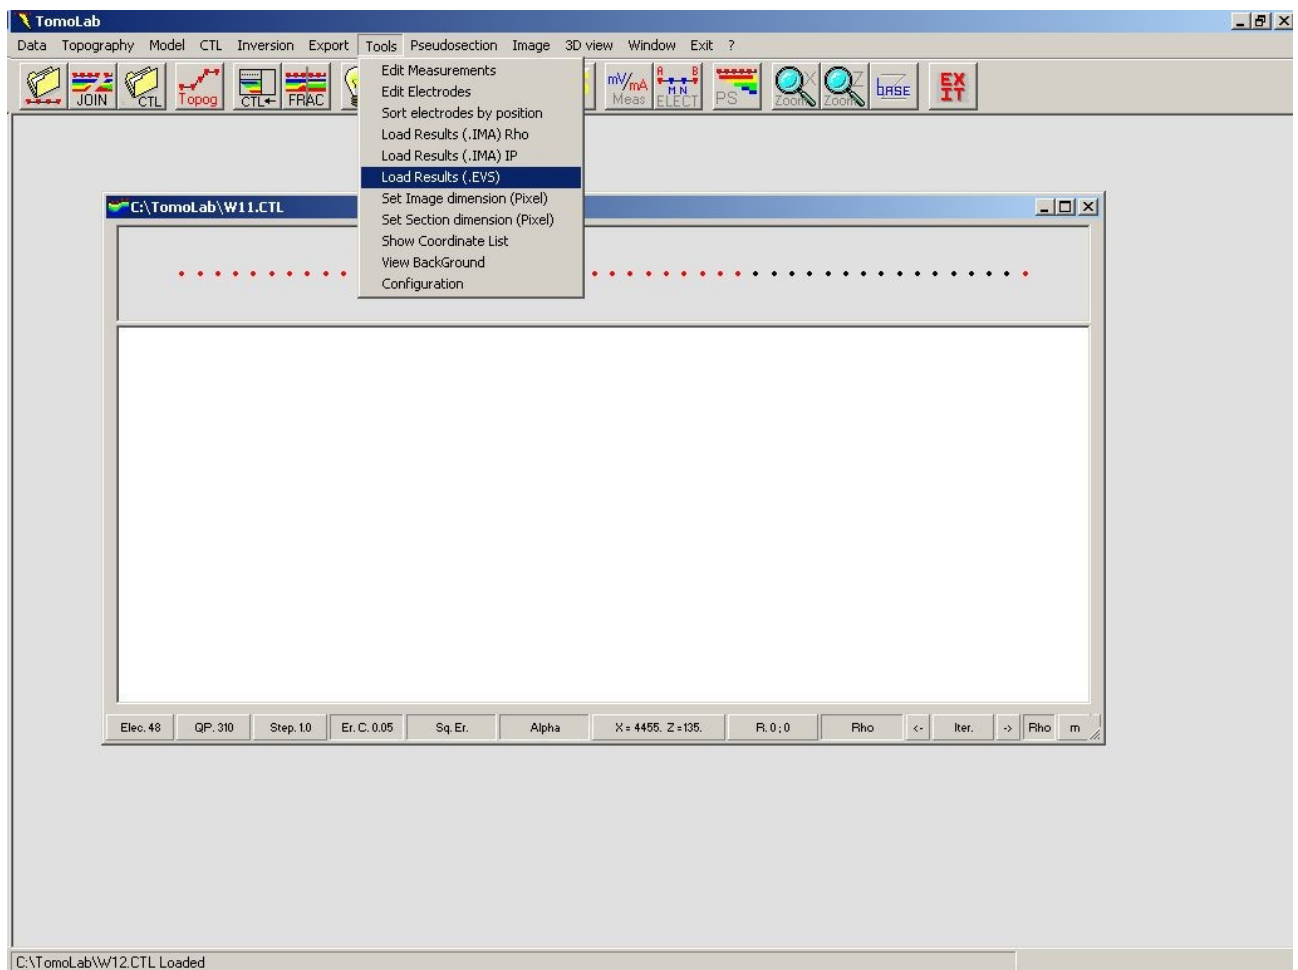 TomoLab
Data Topography Model CTL Inversion Export Tools Pseudosection Image 3D view Window Exit ?
JOIN CTL Topog CTL FRAC mV/mA Meas A B M N ELECT PS Zoom X Zoom Z BASE EX IT
Edit Measurements
Edit Electrodes
Sort electrodes by position
Load Results (.IMA) Rho
Load Results (.IMA) IP
Load Results (.EVS)
Set Image dimension (Pixel)
Set Section dimension (Pixel)
Show Coordinate List
View BackGround
Configuration
C:\TomoLab\W11.CTL
Elec. 48 QP. 310 Step. 1.0 Er. C. 0.05 Sq. Er. Alpha X = 4455. Z =135. R. 0 ; 0 Rho <- Iter. -> Rho m
C:\TomoLab\W12.CTL Loaded